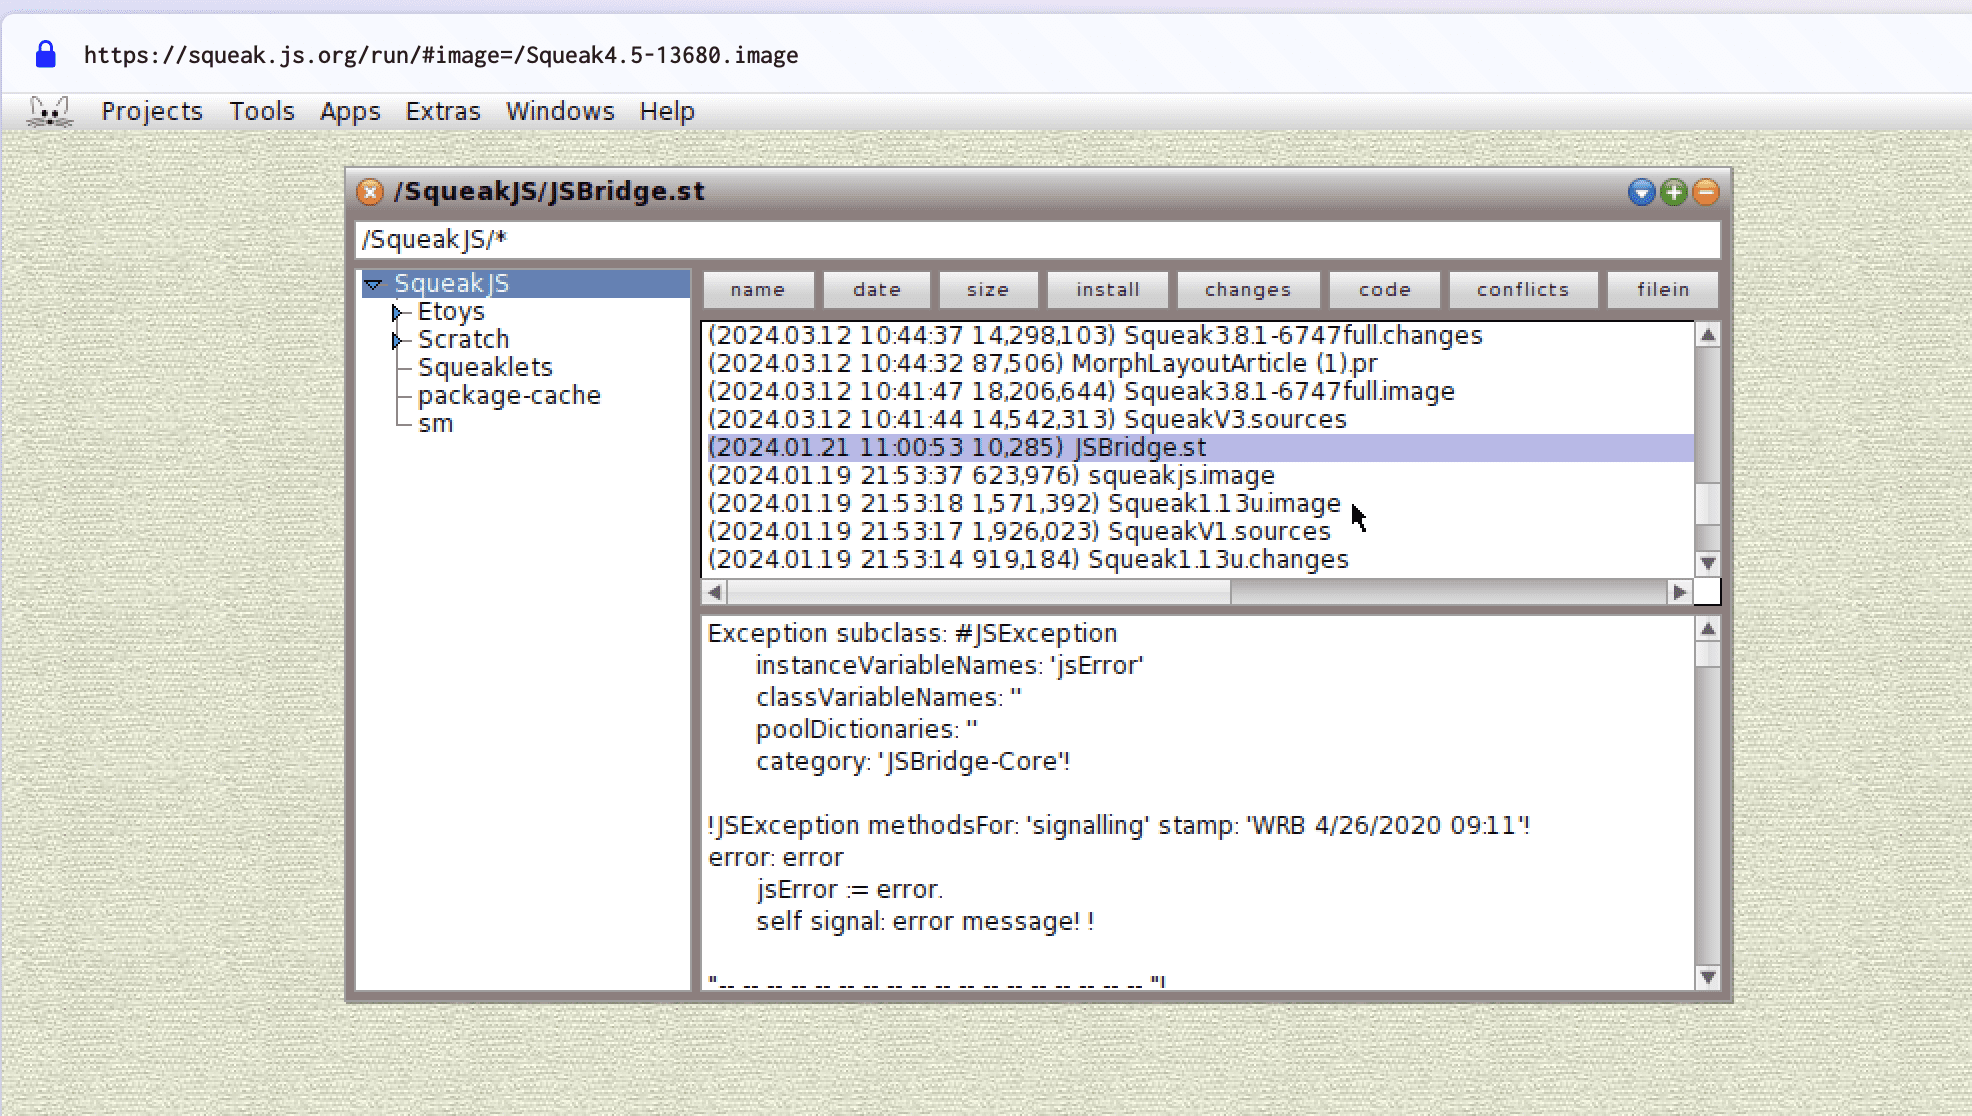 https://squeak.js.org/run/#image=/Squeak4.5-13680.image
Projects Tools Apps Extras Windows Help
/SqueakJS/JSBridge.st
/SqueakJS/*
SqueakJS
Etoys
Scratch
Squeaklets
package-cache
sm
name date size install changes code conflicts filein
(2024.03.12 10:44:37 14,298,103) Squeak3.8.1-6747full.changes
(2024.03.12 10:44:32 87,506) MorphLayoutArticle (1).pr
(2024.03.12 10:41:47 18,206,644) Squeak3.8.1-6747full.image
(2024.03.12 10:41:44 14,542,313) SqueakV3.sources
(2024.01.21 11:00:53 10,285) JSBridge.st
(2024.01.19 21:53:37 623,976) squeakjs.image
(2024.01.19 21:53:18 1,571,392) Squeak1.13u.image
(2024.01.19 21:53:17 1,926,023) SqueakV1.sources
(2024.01.19 21:53:14 919,184) Squeak1.13u.changes
Exception subclass: #JSException
instanceVariableNames: 'jsError'
classVariableNames: ''
poolDictionaries: ''
category: 'JSBridge-Core'!
!JSException methodsFor: 'signalling' stamp: 'WRB 4/26/2020 09:11'!
error: error
jsError := error.
self signal: error message! !
"-- -- -- -- -- -- -- -- -- -- -- -- -- -- -- -- -- -- "!